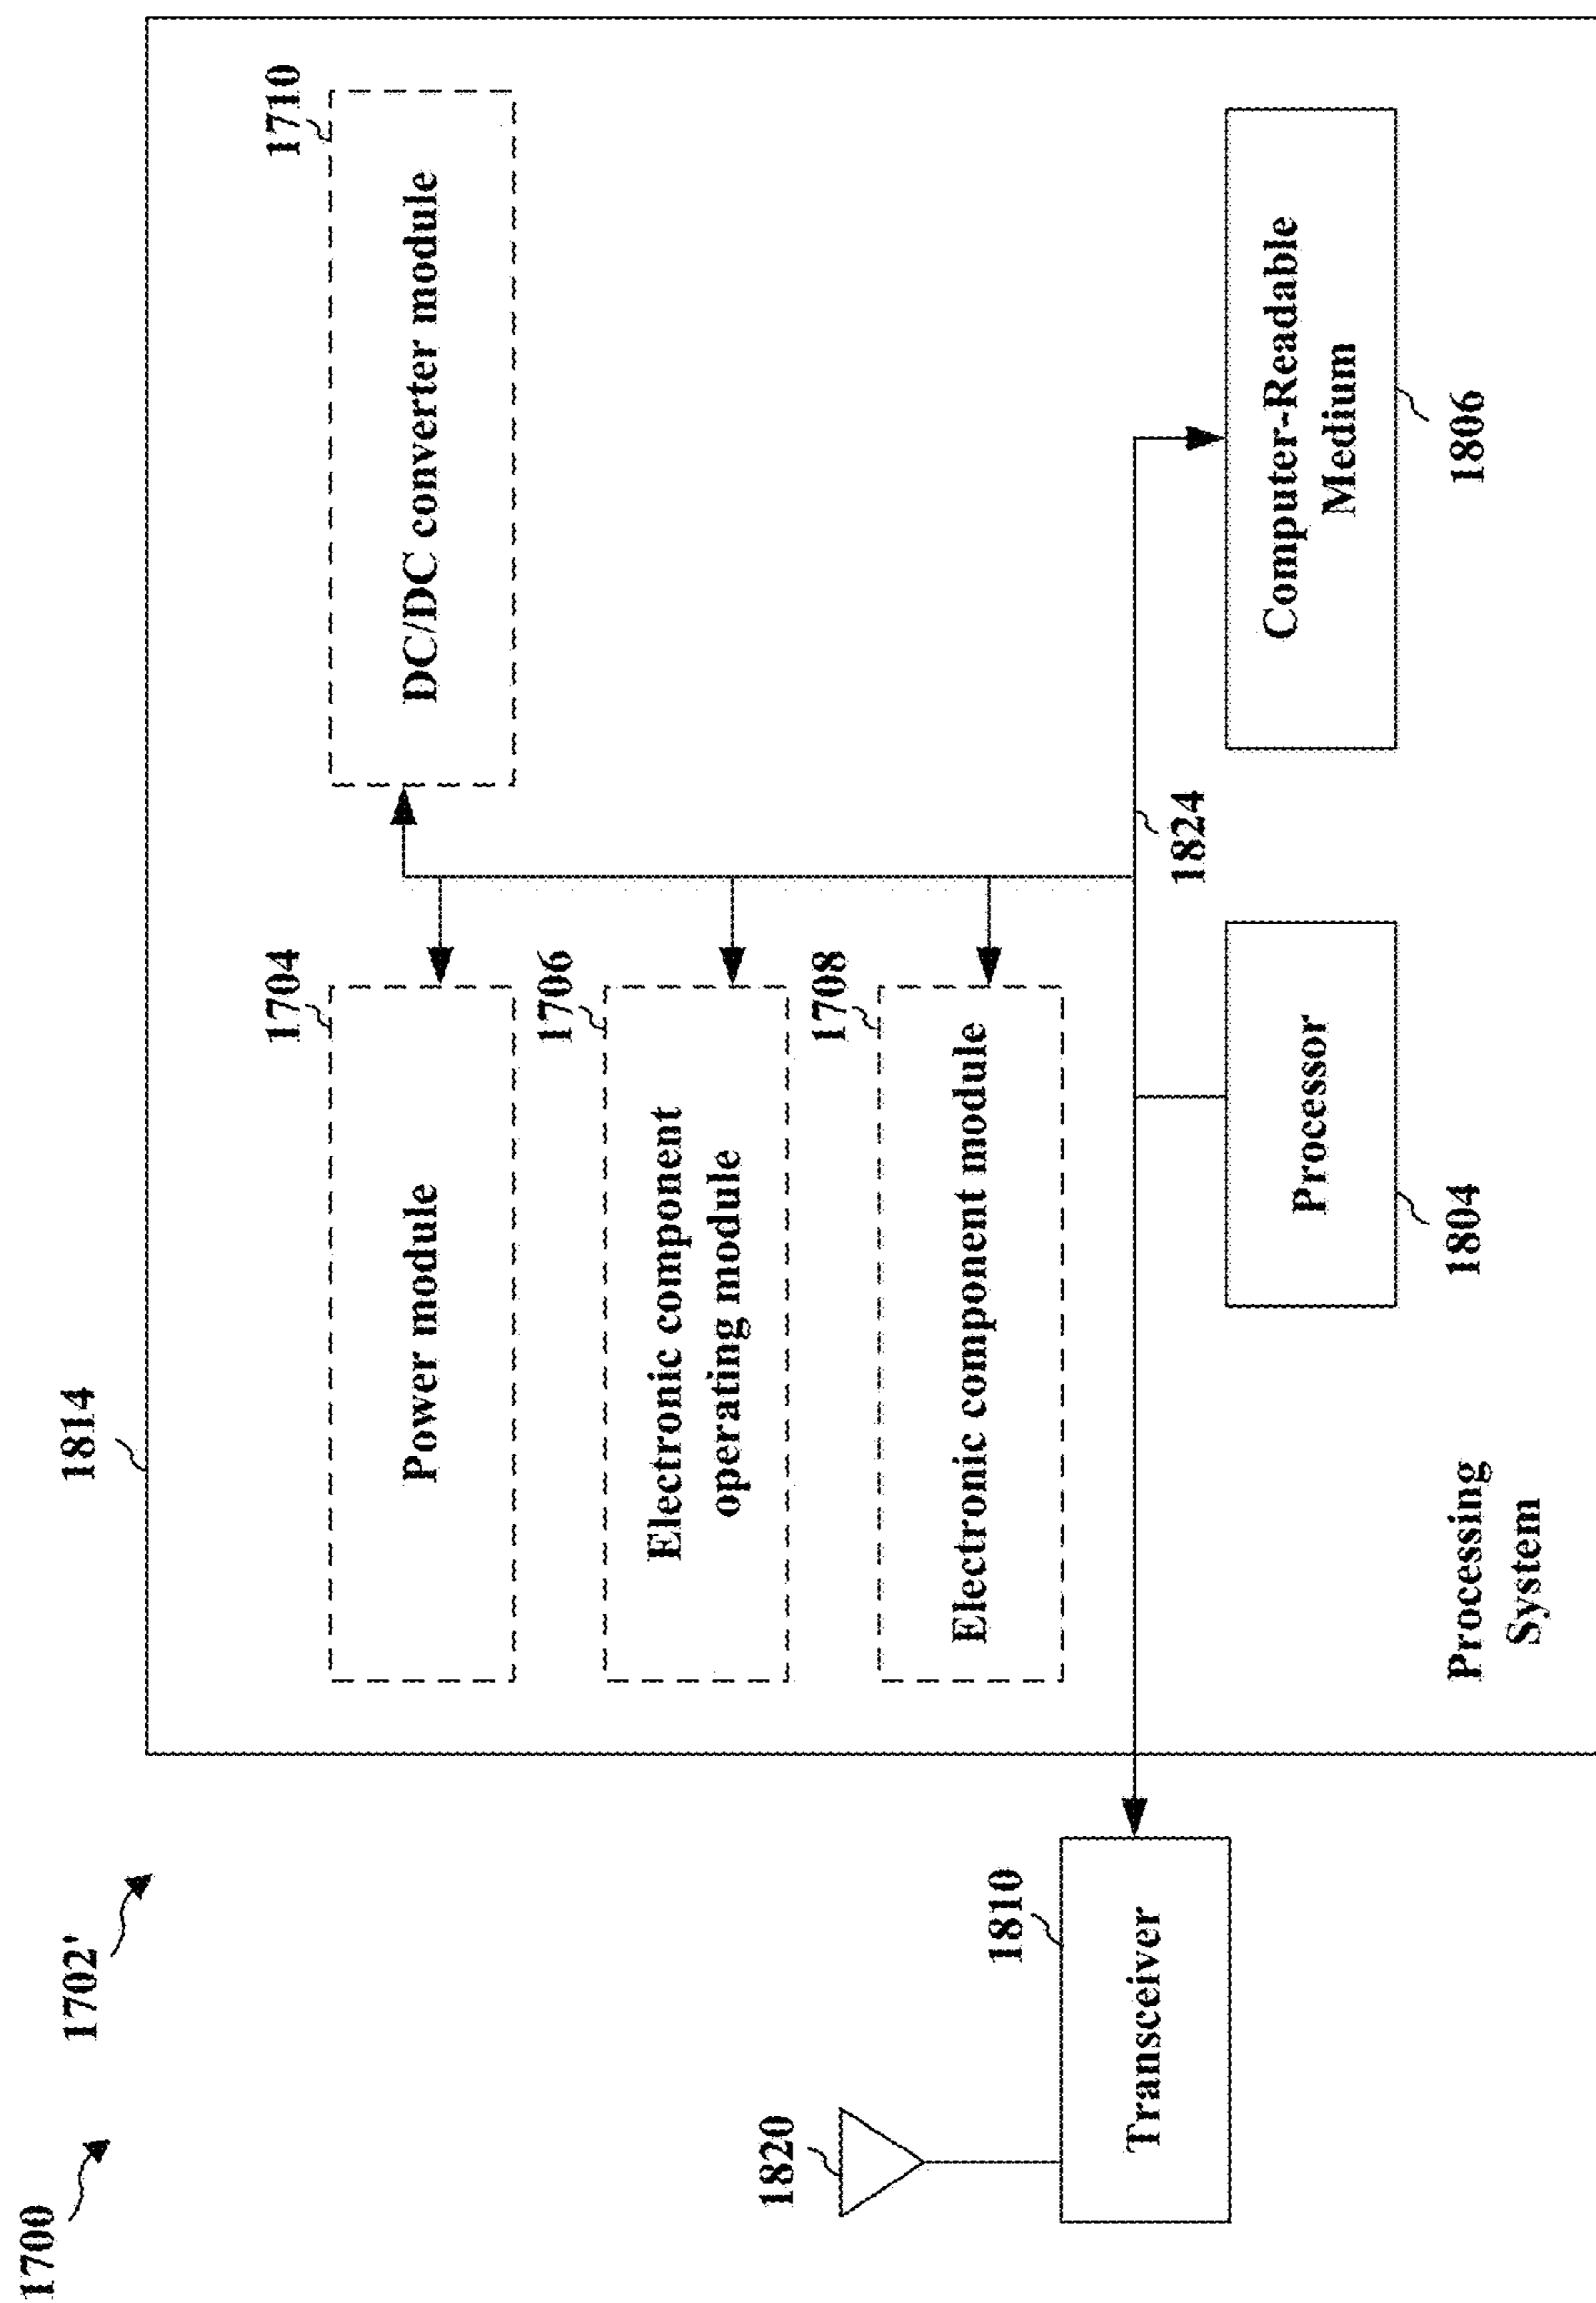 1700
1702'
1814
1704
Power module
1710
DC/DC converter module
1706
Electronic component
operating module
1708
Electronic component module
1820
1810
Transceiver
1824
Processor
1804
Computer-Readable
Medium
1806
Processing
System